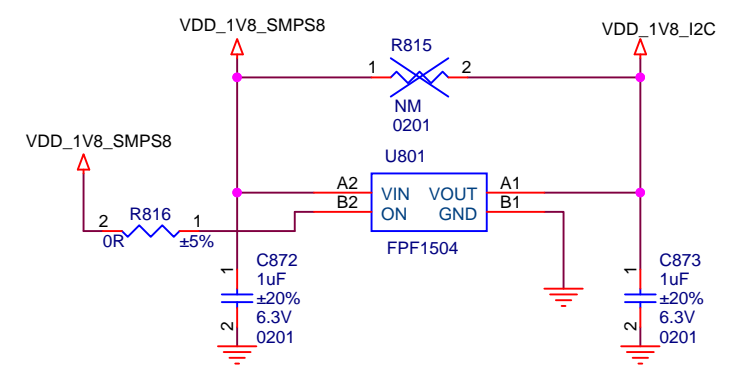 VDD_1V8_SMPS8
VDD_1V8_I2C
R815
1
2
NM
0201
VDD_1V8_SMPS8
U801
A2
VIN
VOUT
A1
B2
ON
GND
B1
FPF1504
R816
2
1
0R
±5%
C872
1
1uF
±20%
6.3V
2
0201
C873
1
1uF
±20%
6.3V
2
0201